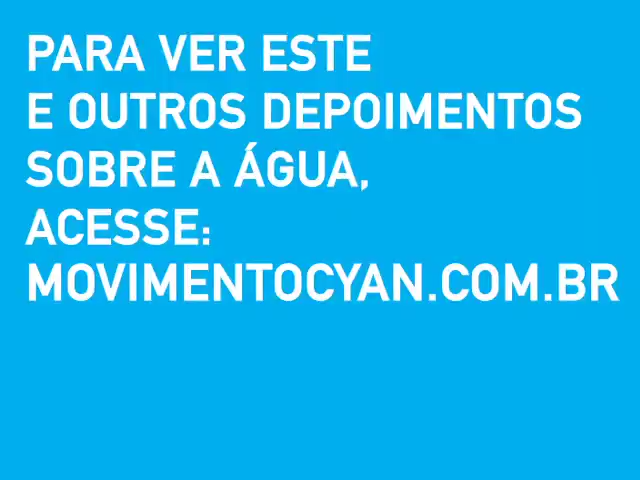 PARA VER ESTE
E OUTROS DEPOIMENTOS
SOBRE A ÁGUA,
ACESSE:
MOVIMENTOCYAN.COM.BR